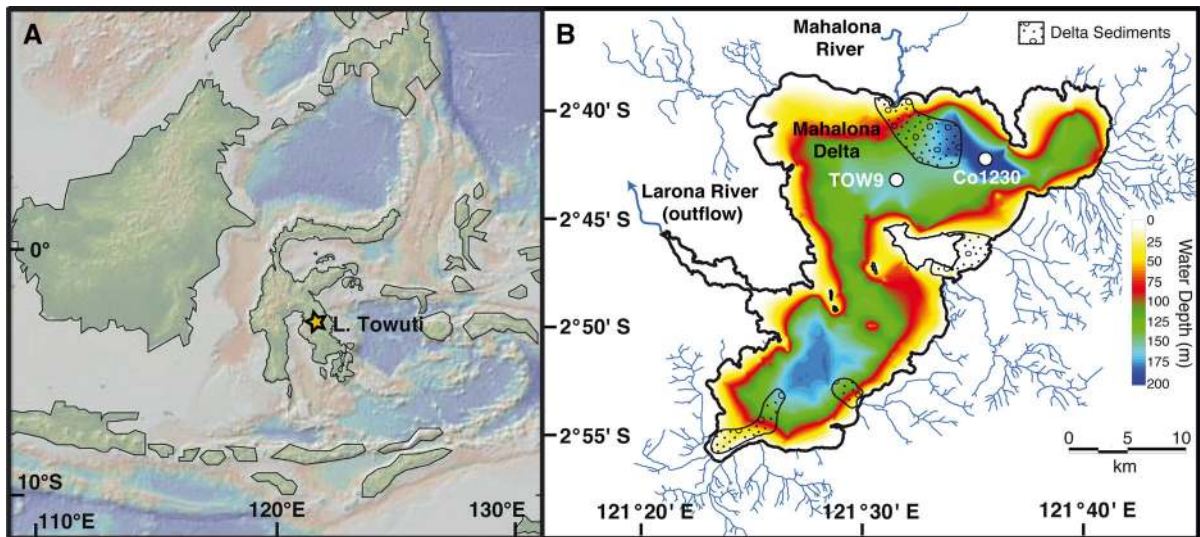 A
0°
L. Towuti
10°S
110°E
120°E
130°E
B
Mahalona
River
Delta Sediments
2°40' S
Mahalona
Delta
TOW9
Co1230
Larona River
(outflow)
2°45' S
2°50' S
2°55' S
0
25
50
75
100
125
150
175
200
Water Depth (m)
0 5 10
km
121°20' E
121°30' E
121°40' E